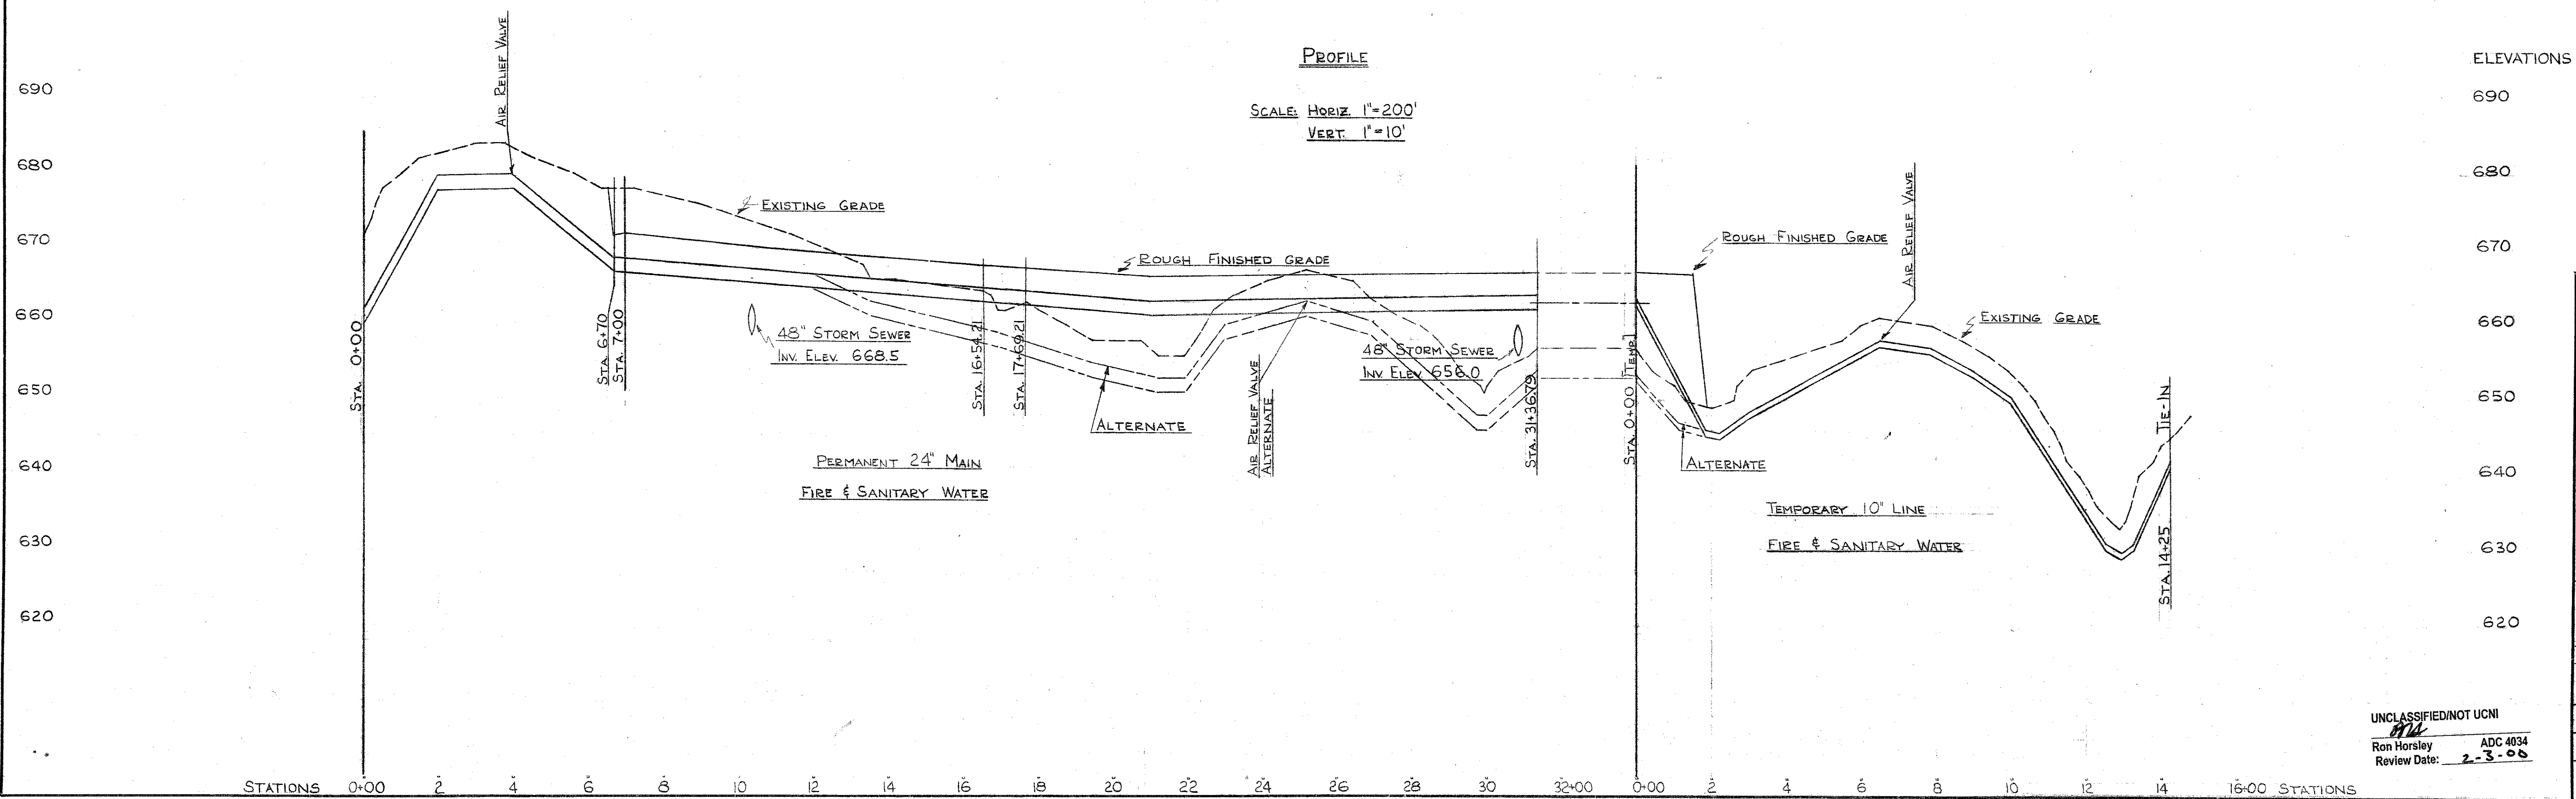 PROFILE
SCALE: HORIZ. 1"=200'
VERT. 1"=10'
ELEVATIONS
690
680
670
660
650
640
630
620
690
680
670
660
650
640
630
620
AIR RELIEF VALVE
EXISTING GRADE
ROUGH FINISHED GRADE
STA. 0+00
STA. 6+70
STA. 7+00
48" STORM SEWER
INV. ELEV. 668.5
STA. 16+54.21
STA. 17+69.21
ALTERNATE
PERMANENT 24" MAIN
FIRE & SANITARY WATER
AIR RELIEF VALVE
ALTERNATE
48" STORM SEWER
INV. ELEV. 656.0
STA. 31+36.79
STA. 0+00 (TEMP.)
ROUGH FINISHED GRADE
AIR RELIEF VALVE
EXISTING GRADE
ALTERNATE
TEMPORARY 10" LINE
FIRE & SANITARY WATER
STA. 14+25 TIE-IN
UNCLASSIFIED/NOT UCNI
Ron Horsley ADC 4034
Review Date: 2-3-00
STATIONS 0+00 2 4 6 8 10 12 14 16 18 20 22 24 26 28 30 32+00 0+00 2 4 6 8 10 12 14 16+00 STATIONS